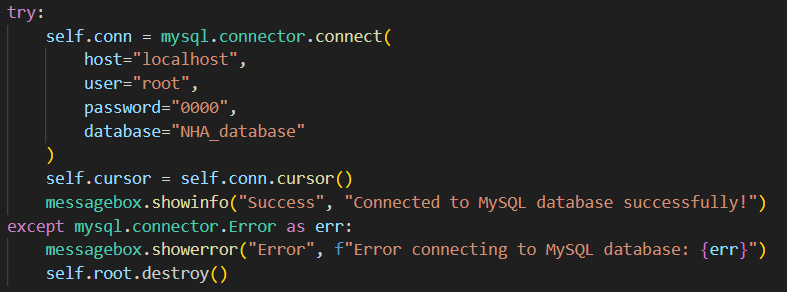 try:
    self.conn = mysql.connector.connect(
        host="localhost",
        user="root",
        password="0000",
        database="NHA_database"
    )
    self.cursor = self.conn.cursor()
    messagebox.showinfo("Success", "Connected to MySQL database successfully!")
except mysql.connector.Error as err:
    messagebox.showerror("Error", f"Error connecting to MySQL database: {err}")
    self.root.destroy()